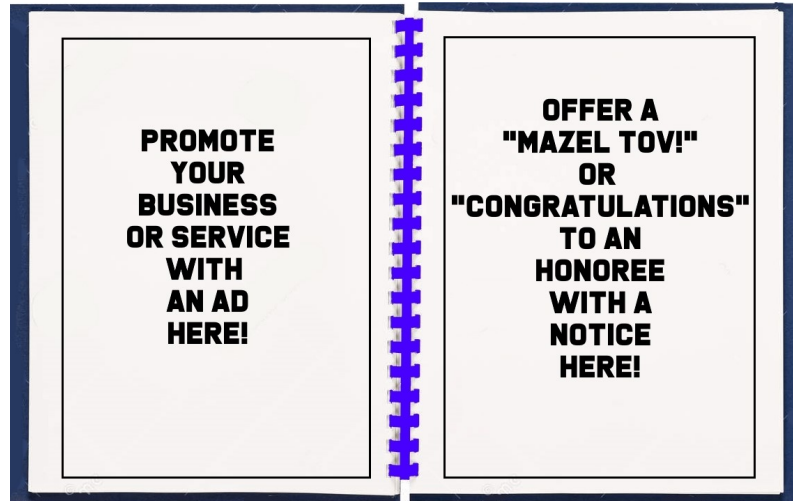 PROMOTE
YOUR
BUSINESS
OR SERVICE
WITH
AN AD
HERE!
OFFER A
"MAZEL TOV!"
OR
"CONGRATULATIONS"
TO AN
HONOREE
WITH A
NOTICE
HERE!